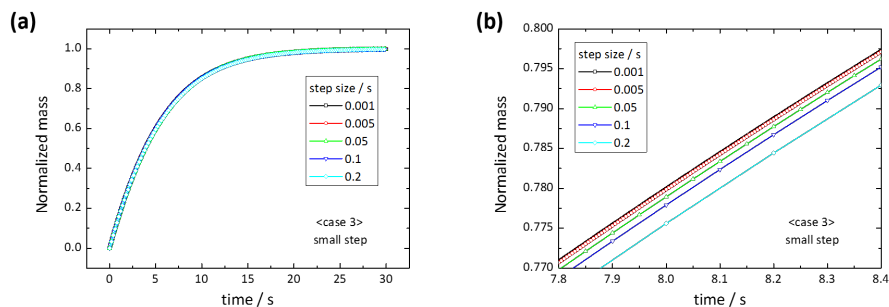 (a)
1.0
0.8
0.6
0.4
0.2
0.0
Normalized mass
step size / s
0.001
0.005
0.05
0.1
0.2
<case 3>
small step
0 5 10 15 20 25 30
time / s
(b)
0.800
0.795
0.790
0.785
0.780
0.775
0.770
Normalized mass
step size / s
0.001
0.005
0.05
0.1
0.2
<case 3>
small step
7.8 7.9 8.0 8.1 8.2 8.3 8.4
time / s